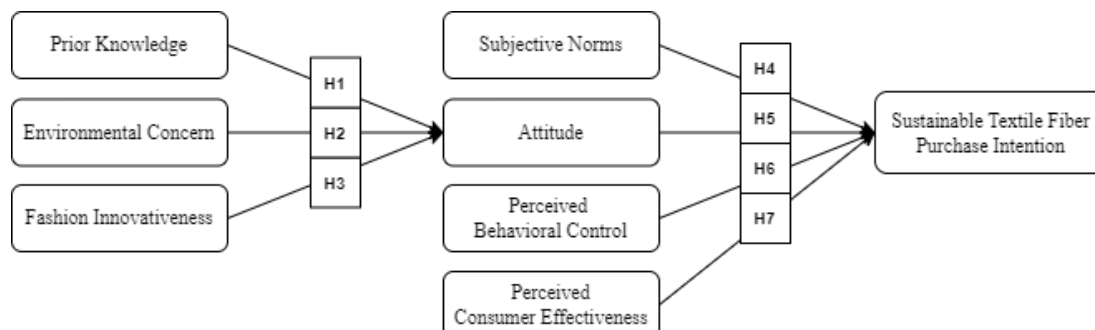 Prior Knowledge
Environmental Concern
Fashion Innovativeness
H1
H2
H3
Subjective Norms
Attitude
Perceived
Behavioral Control
Perceived
Consumer Effectiveness
H4
H5
H6
H7
Sustainable Textile Fiber
Purchase Intention